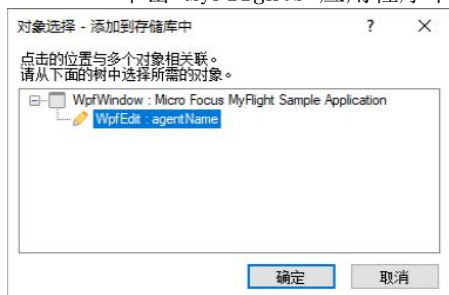 对象选择 - 添加到存储库中
点击的位置与多个对象相关联。
请从下面的树中选择所需的对象。
WpfWindow : Micro Focus MyFlight Sample Application
WpfEdit : agentName
确定 取消